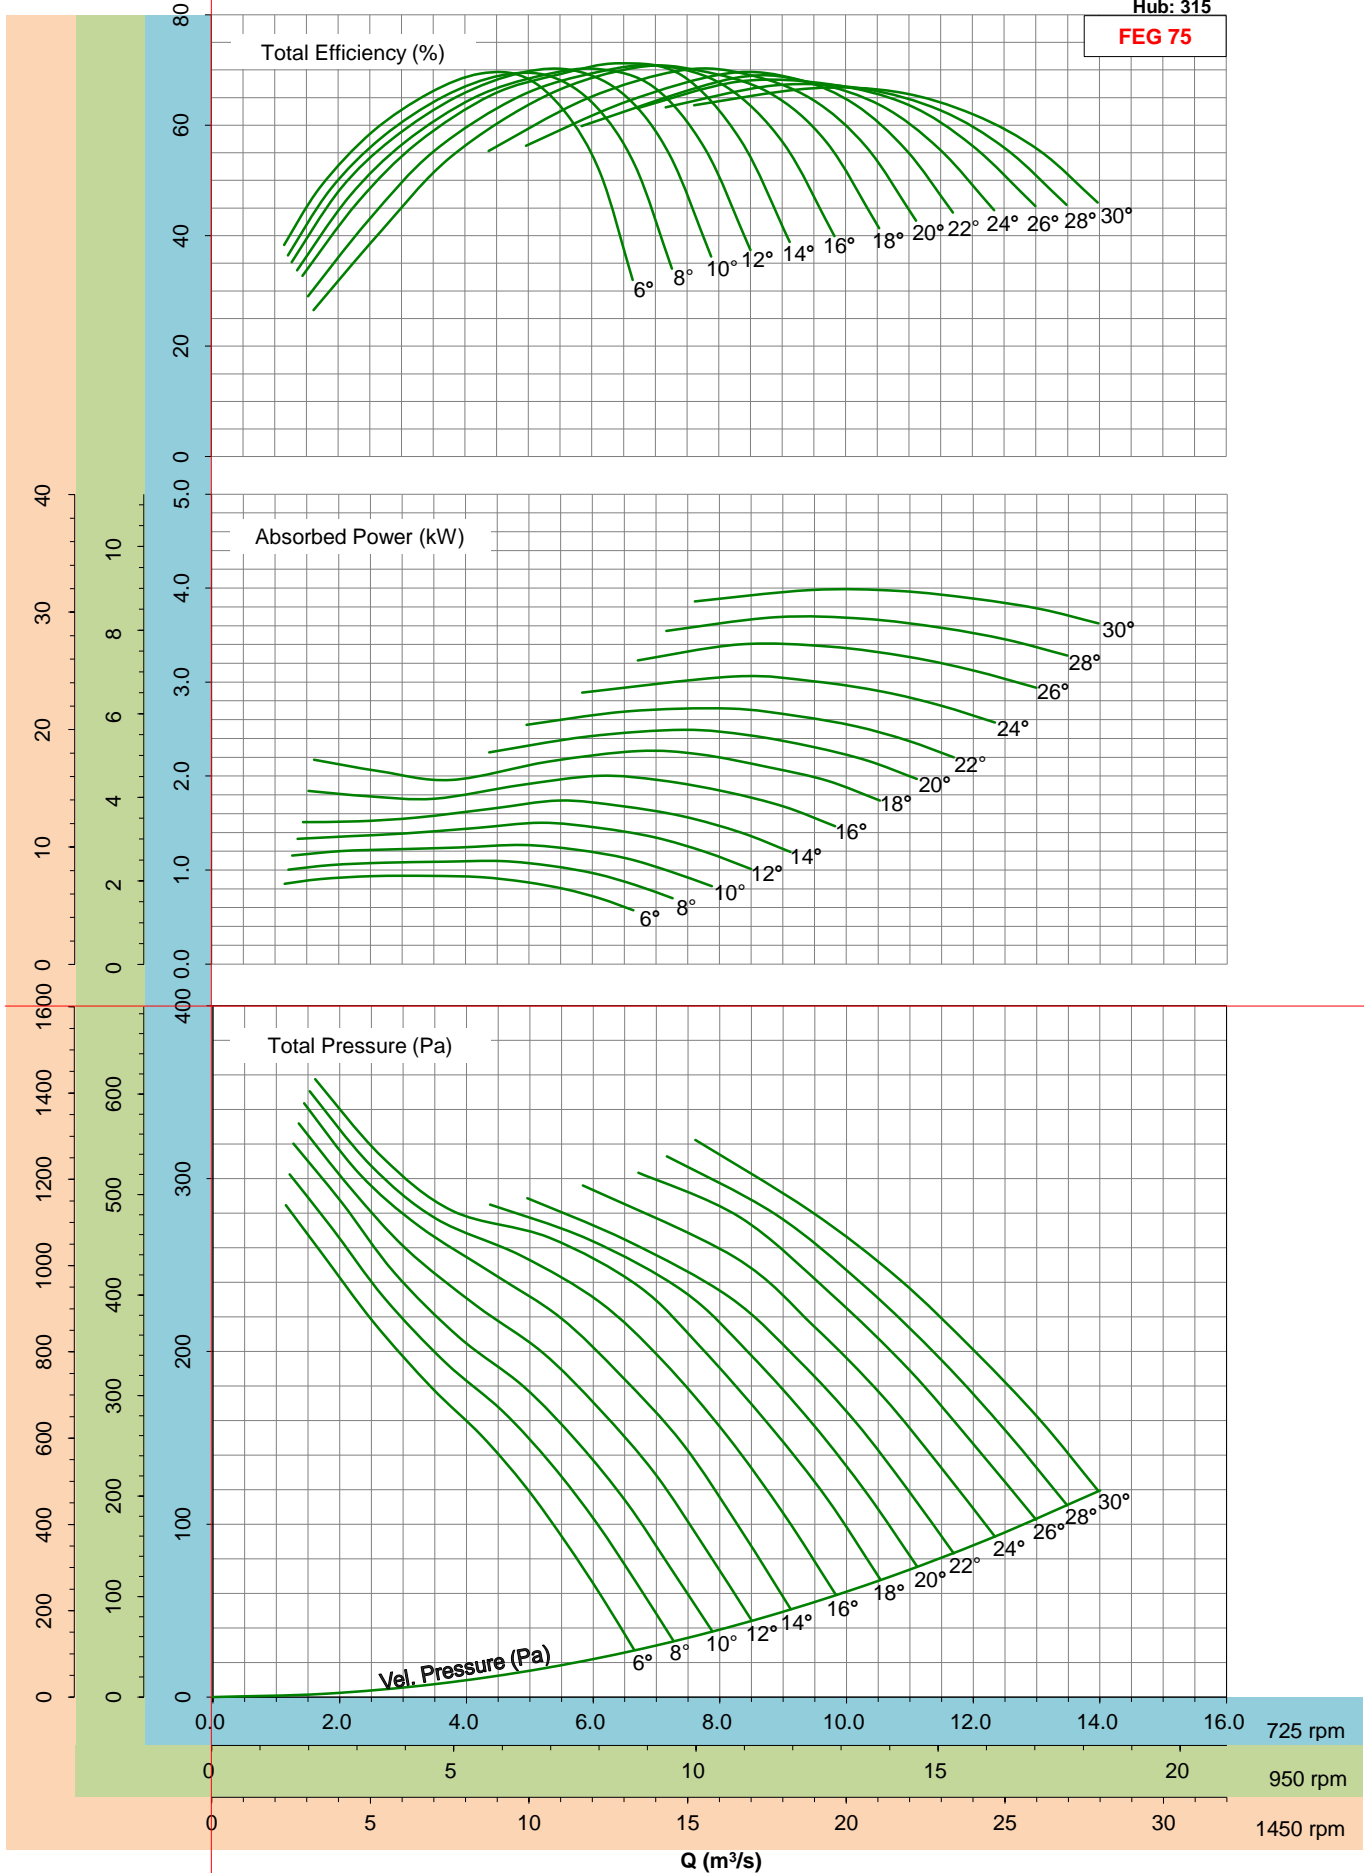 Hub: 315
FEG 75
Total Efficiency (%)
80
60
40
20
0
6° 8° 10° 12° 14° 16° 18° 20° 22° 24° 26° 28° 30°
Absorbed Power (kW)
40 30 20 10 0
10 8 6 4 2 0
5.0 4.0 3.0 2.0 1.0 0.0
30°
28°
26°
24°
22°
20°
18°
16°
14°
12°
10°
8°
6°
Total Pressure (Pa)
1600 1400 1200 1000 800 600 400 200 0
600 500 400 300 200 100 0
400 300 200 100 0
30°
28°
26°
24°
22°
20°
18°
16°
14°
12°
10°
8°
6°
Vel. Pressure (Pa)
0.0 2.0 4.0 6.0 8.0 10.0 12.0 14.0 16.0 725 rpm
0 5 10 15 20 950 rpm
0 5 10 15 20 25 30 1450 rpm
Q (m³/s)